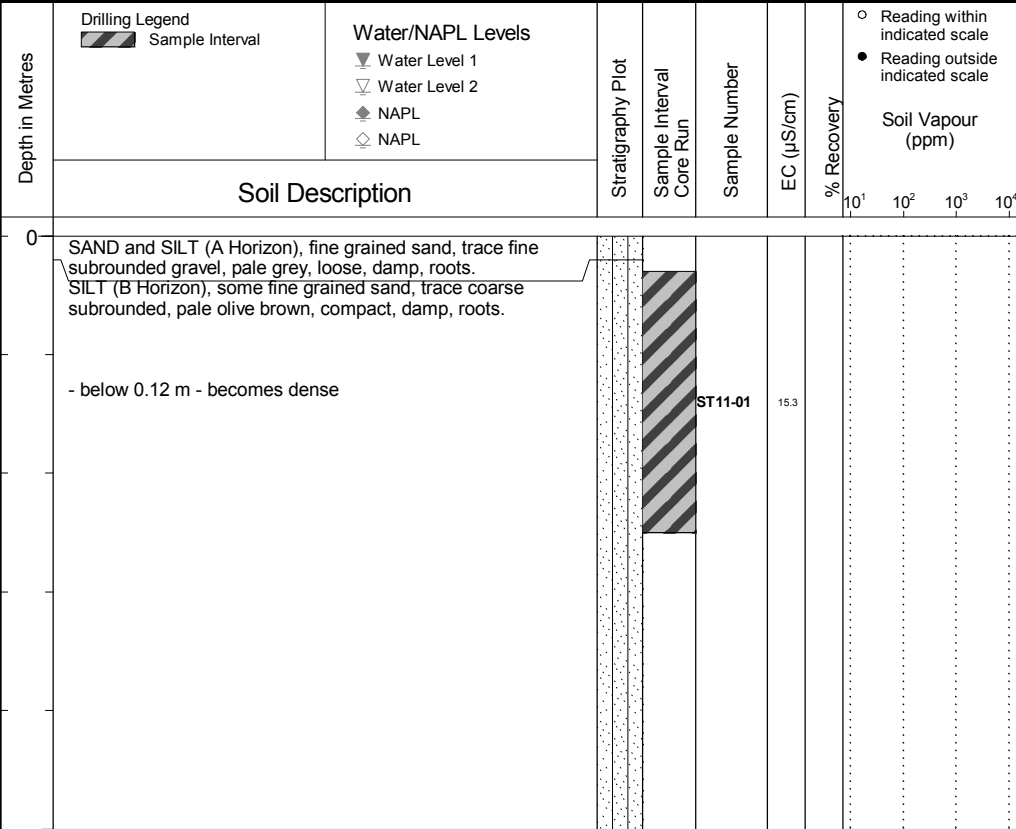 Drilling Legend
Sample Interval
Water/NAPL Levels
Water Level 1
Water Level 2
NAPL
NAPL
Depth in Metres
Soil Description
Stratigraphy Plot
Sample Interval
Core Run
Sample Number
EC (µS/cm)
% Recovery
Reading within
indicated scale
Reading outside
indicated scale
Soil Vapour
(ppm)
10¹ 10² 10³ 10⁴
0
SAND and SILT (A Horizon), fine grained sand, trace fine
subrounded gravel, pale grey, loose, damp, roots.
SILT (B Horizon), some fine grained sand, trace coarse
subrounded, pale olive brown, compact, damp, roots.
- below 0.12 m - becomes dense
ST11-01
15.3